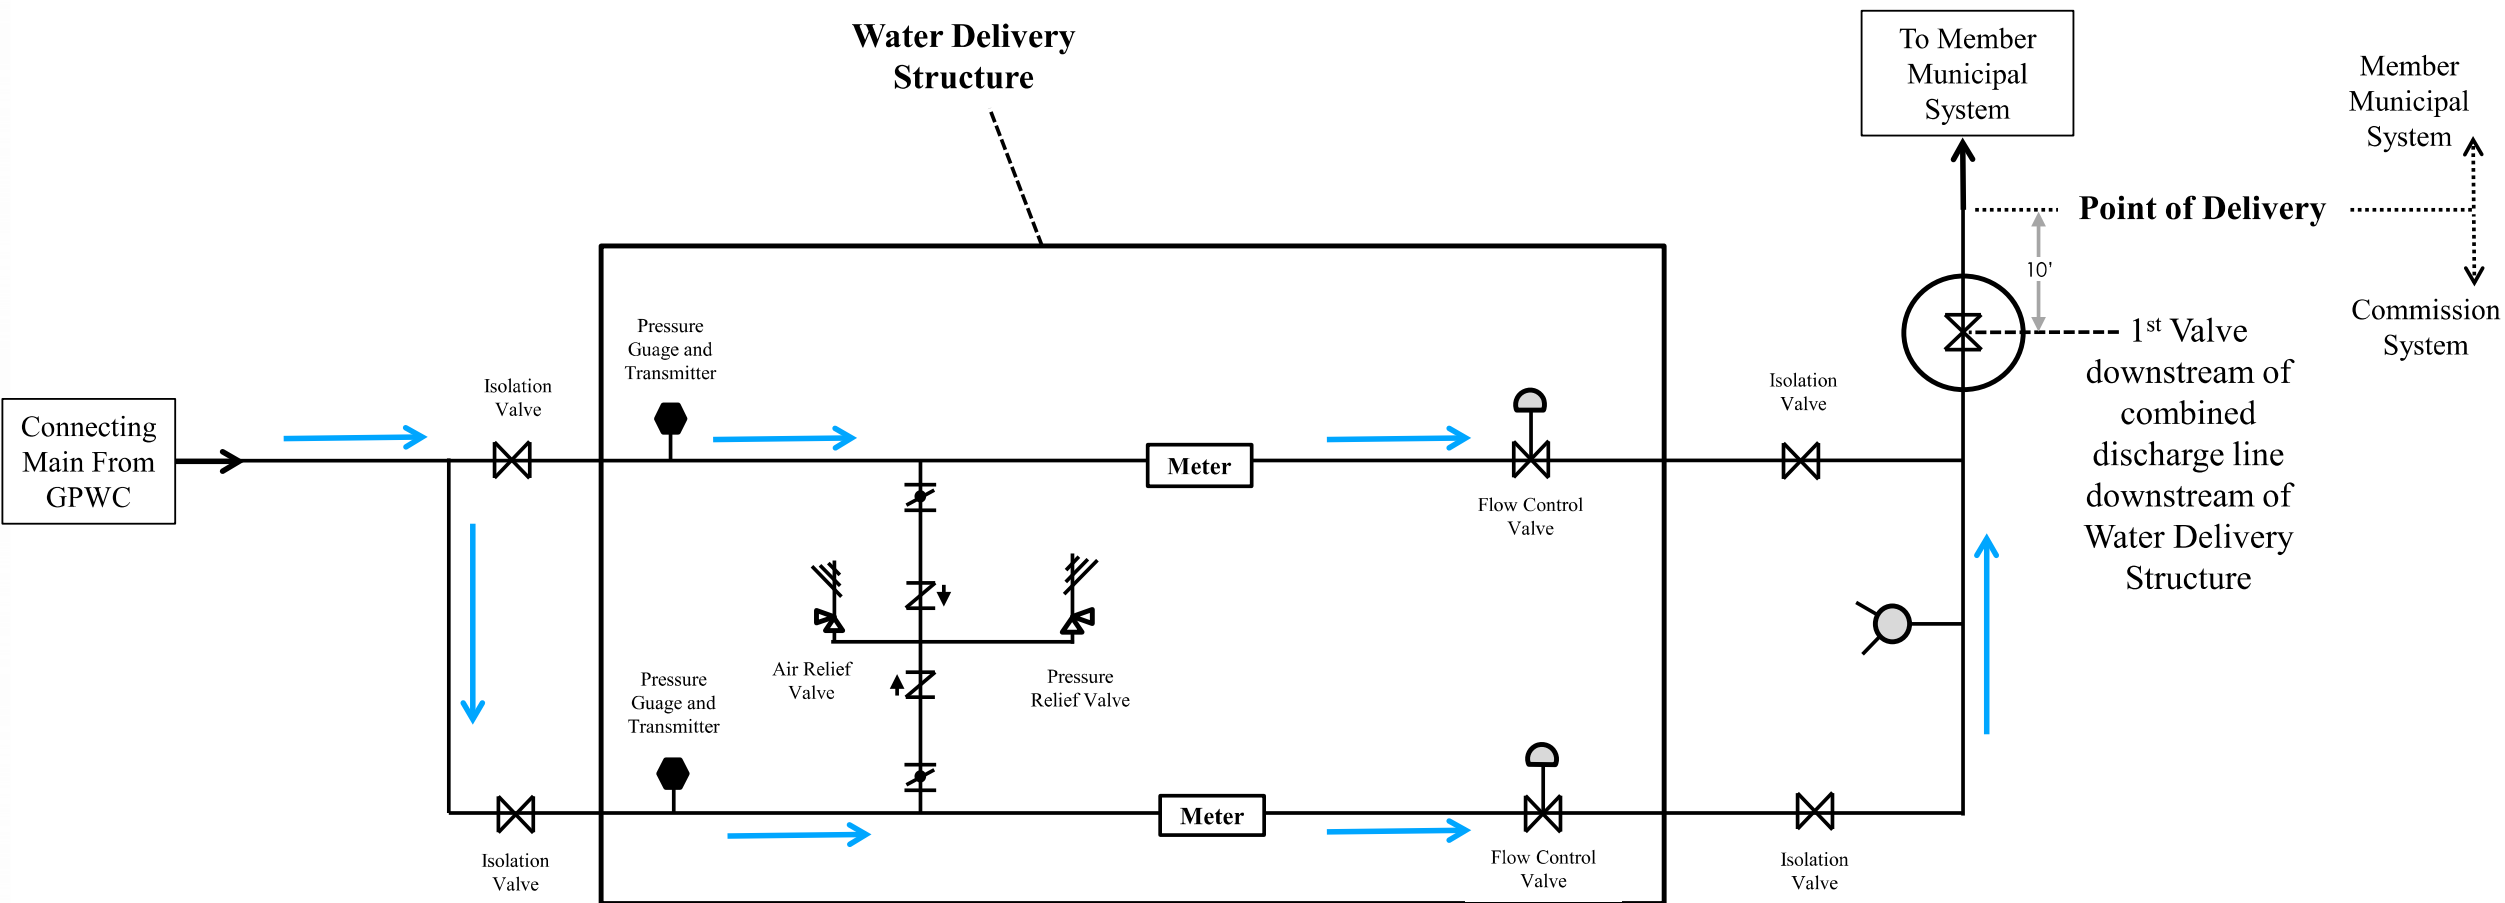 Water Delivery
Structure
To Member
Municipal
System
Member
Municipal
System
Point of Delivery
10'
Commission
System
1st Valve
downstream of
combined
discharge line
downstream of
Water Delivery
Structure
Connecting
Main From
GPWC
Isolation
Valve
Pressure
Guage and
Transmitter
Meter
Flow Control
Valve
Isolation
Valve
Air Relief
Valve
Pressure
Relief Valve
Pressure
Guage and
Transmitter
Isolation
Valve
Meter
Flow Control
Valve
Isolation
Valve